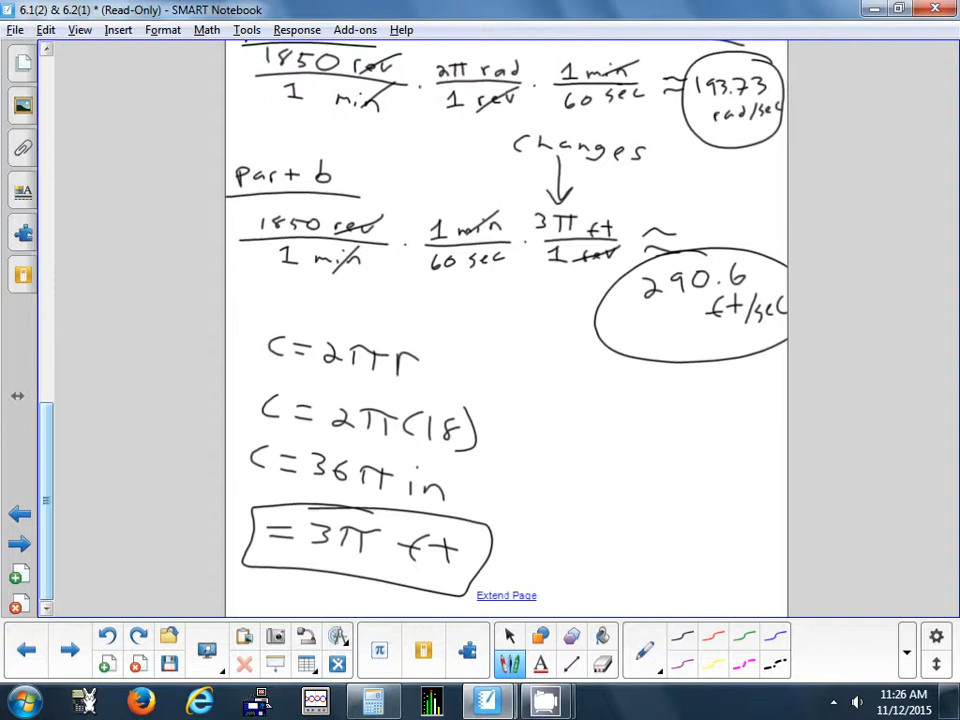 6.1(2) & 6.2(1) * (Read-Only) - SMART Notebook
File Edit View Insert Format Math Tools Response Add-ons Help
1850 rev / 1 min · 2π rad / 1 rev · 1 min / 60 sec ≈ 193.73 rad/sec
Changes
part b
1850 rev / 1 min · 1 min / 60 sec · 3π ft / 1 rev ≈ 290.6 ft/sec
C = 2πr
C = 2π(18)
C = 36π in
= 3π ft
Extend Page
11:26 AM
11/12/2015